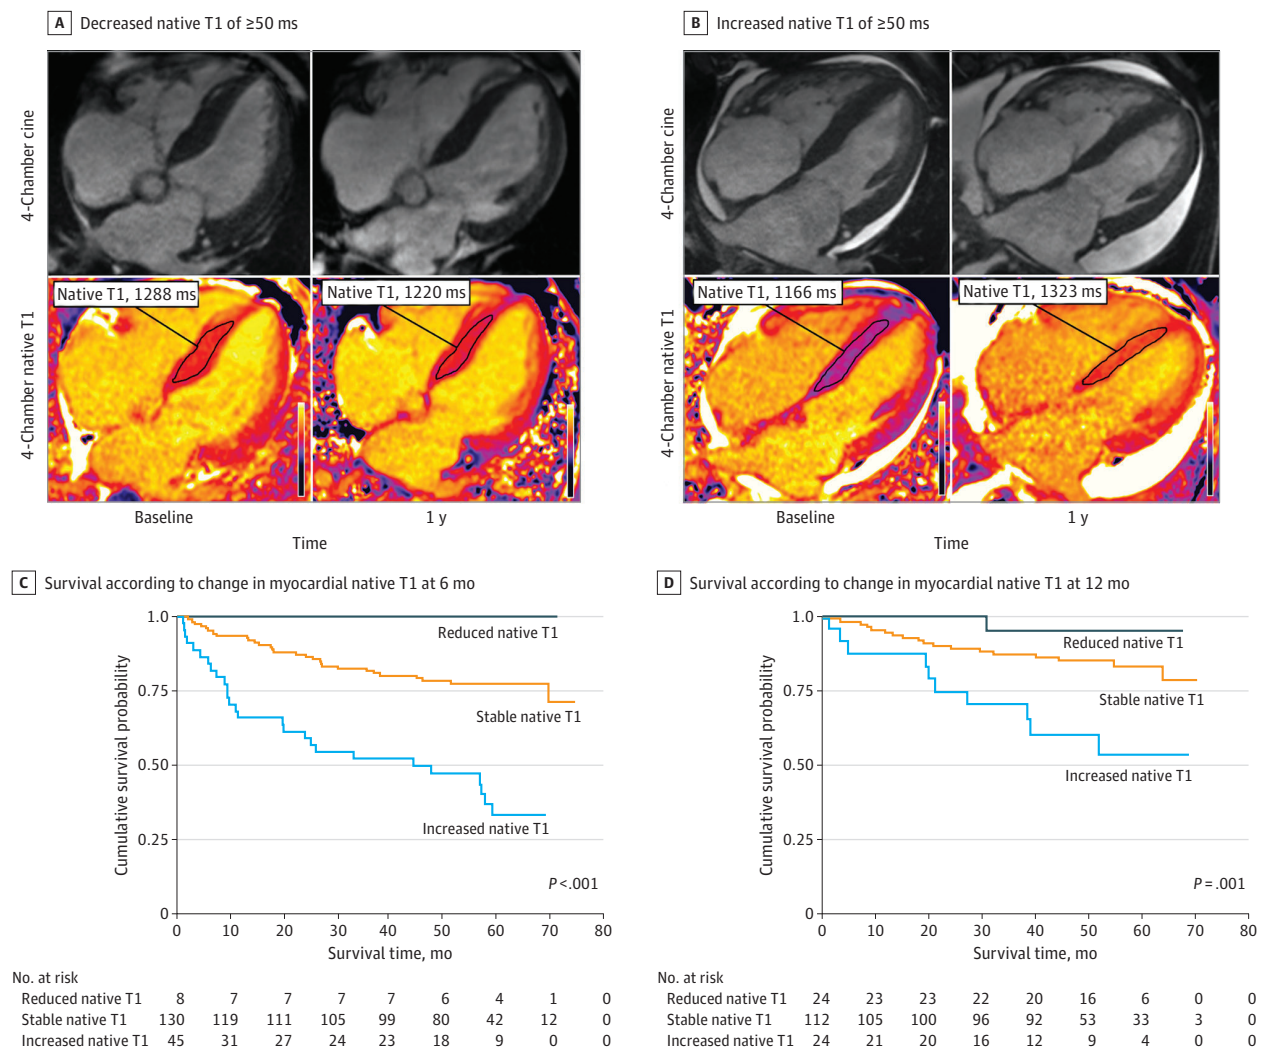 A Decreased native T1 of ≥50 ms
4-Chamber cine
4-Chamber native T1
Native T1, 1288 ms
Native T1, 1220 ms
Baseline
1 y
Time
B Increased native T1 of ≥50 ms
4-Chamber cine
4-Chamber native T1
Native T1, 1166 ms
Native T1, 1323 ms
Baseline
1 y
Time
C Survival according to change in myocardial native T1 at 6 mo
Cumulative survival probability
1.0
0.75
0.50
0.25
0
Reduced native T1
Stable native T1
Increased native T1
P<.001
0 10 20 30 40 50 60 70 80
Survival time, mo
No. at risk
Reduced native T1 8 7 7 7 7 6 4 1 0
Stable native T1 130 119 111 105 99 80 42 12 0
Increased native T1 45 31 27 24 23 18 9 0 0
D Survival according to change in myocardial native T1 at 12 mo
Cumulative survival probability
1.0
0.75
0.50
0.25
0
Reduced native T1
Stable native T1
Increased native T1
P=.001
0 10 20 30 40 50 60 70 80
Survival time, mo
No. at risk
Reduced native T1 24 23 23 22 20 16 6 0 0
Stable native T1 112 105 100 96 92 53 33 3 0
Increased native T1 24 21 20 16 12 9 4 0 0